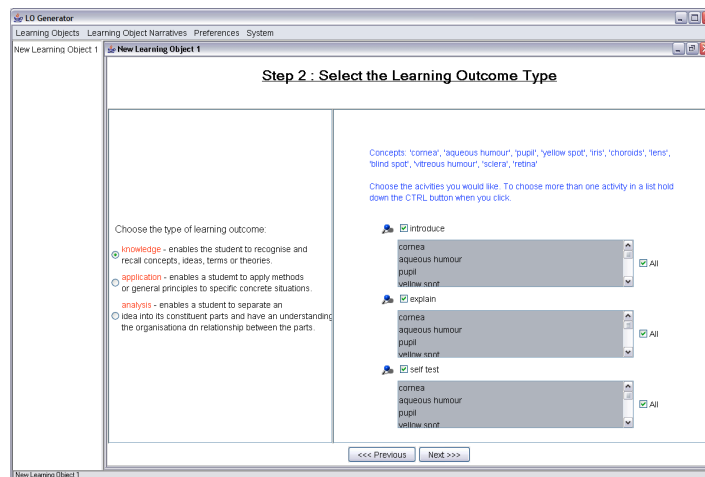 LO Generator
Learning Objects Learning Object Narratives Preferences System
New Learning Object 1
New Learning Object 1
Step 2 : Select the Learning Outcome Type
Choose the type of learning outcome:
knowledge - enables the student to recognise and
recall concepts, ideas, terms or theories.
application - enables a studemt to apply methods
or general principles to specific concrete situations.
analysis - enables a student to separate an
idea into its constituent parts and have an understanding
the organisationa dn relationship between the parts.
Concepts: 'cornea', 'aqueous humour', 'pupil', 'yellow spot', 'iris', 'choroids', 'lens',
'blind spot', 'vitreous humour', 'sclera', 'retina'
Choose the acivities you would like. To choose more than one activity in a list hold
down the CTRL button when you click.
introduce
cornea
aqueous humour
pupil
yellow spot
All
explain
cornea
aqueous humour
pupil
yellow spot
All
self test
cornea
aqueous humour
pupil
yellow spot
All
<<< Previous Next >>>
New Learning Object 1